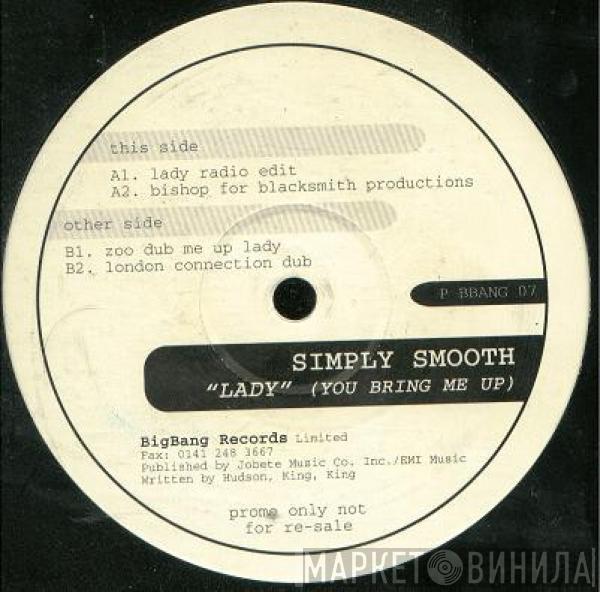 this side
A1. lady radio edit
A2. bishop for blacksmith productions
other side
B1. zoo dub me up lady
B2. london connection dub
P BBANG 07
SIMPLY SMOOTH
"LADY" (YOU BRING ME UP)
BigBang Records Limited
Fax: 0141 248 3667
Published by Jobete Music Co. Inc./EMI Music
Written by Hudson, King, King
promo only not
for re-sale
МАРКЕТ ВИНИЛА